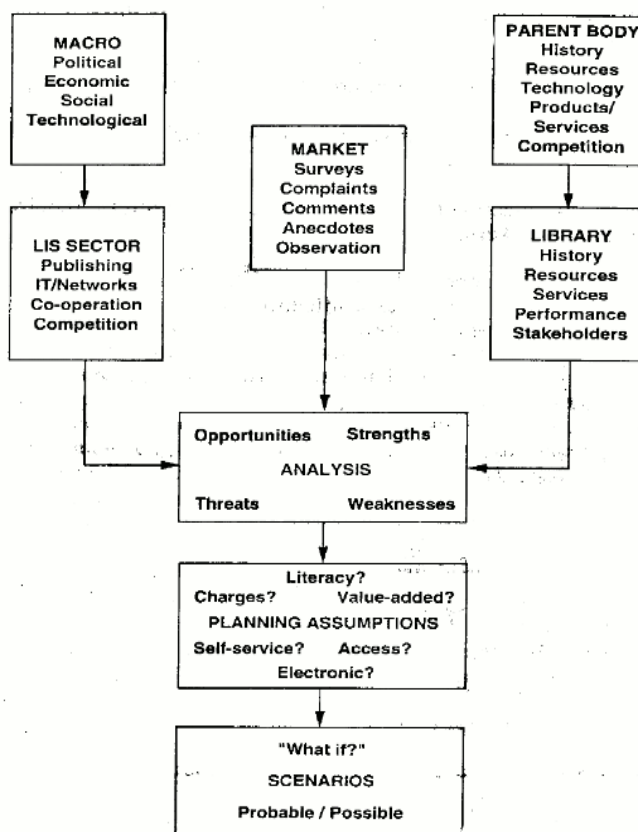 MACRO
Political
Economic
Social
Technological
PARENT BODY
History
Resources
Technology
Products/
Services
Competition
MARKET
Surveys
Complaints
Comments
Anecdotes
Observation
LIS SECTOR
Publishing
IT/Networks
Co-operation
Competition
LIBRARY
History
Resources
Services
Performance
Stakeholders
Opportunities Strengths
ANALYSIS
Threats Weaknesses
Literacy?
Charges? Value-added?
PLANNING ASSUMPTIONS
Self-service? Access?
Electronic?
"What if?"
SCENARIOS
Probable / Possible